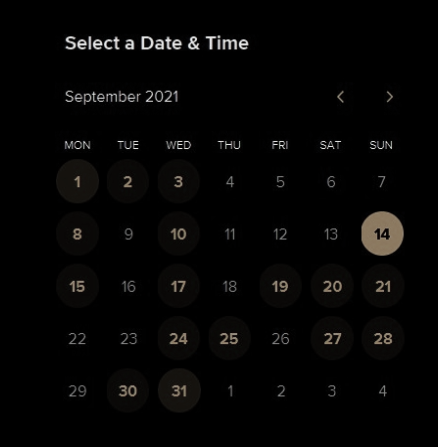 Select a Date & Time
September 2021
MON TUE WED THU FRI SAT SUN
1 2 3 4 5 6 7
8 9 10 11 12 13 14
15 16 17 18 19 20 21
22 23 24 25 26 27 28
29 30 31 1 2 3 4